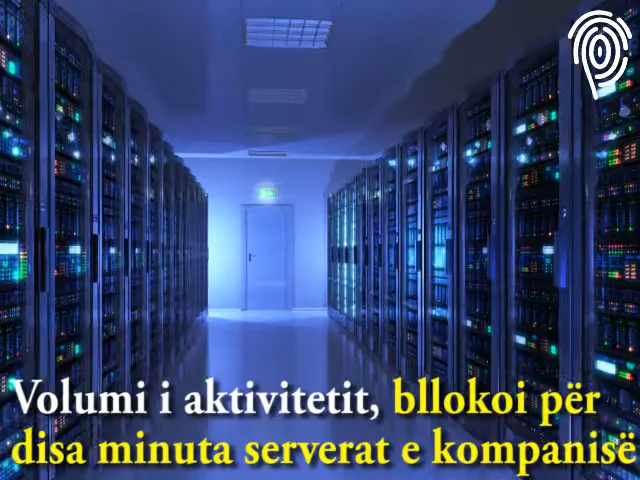 Volumi i aktivitetit, bllokoi për
disa minuta serverat e kompanisë